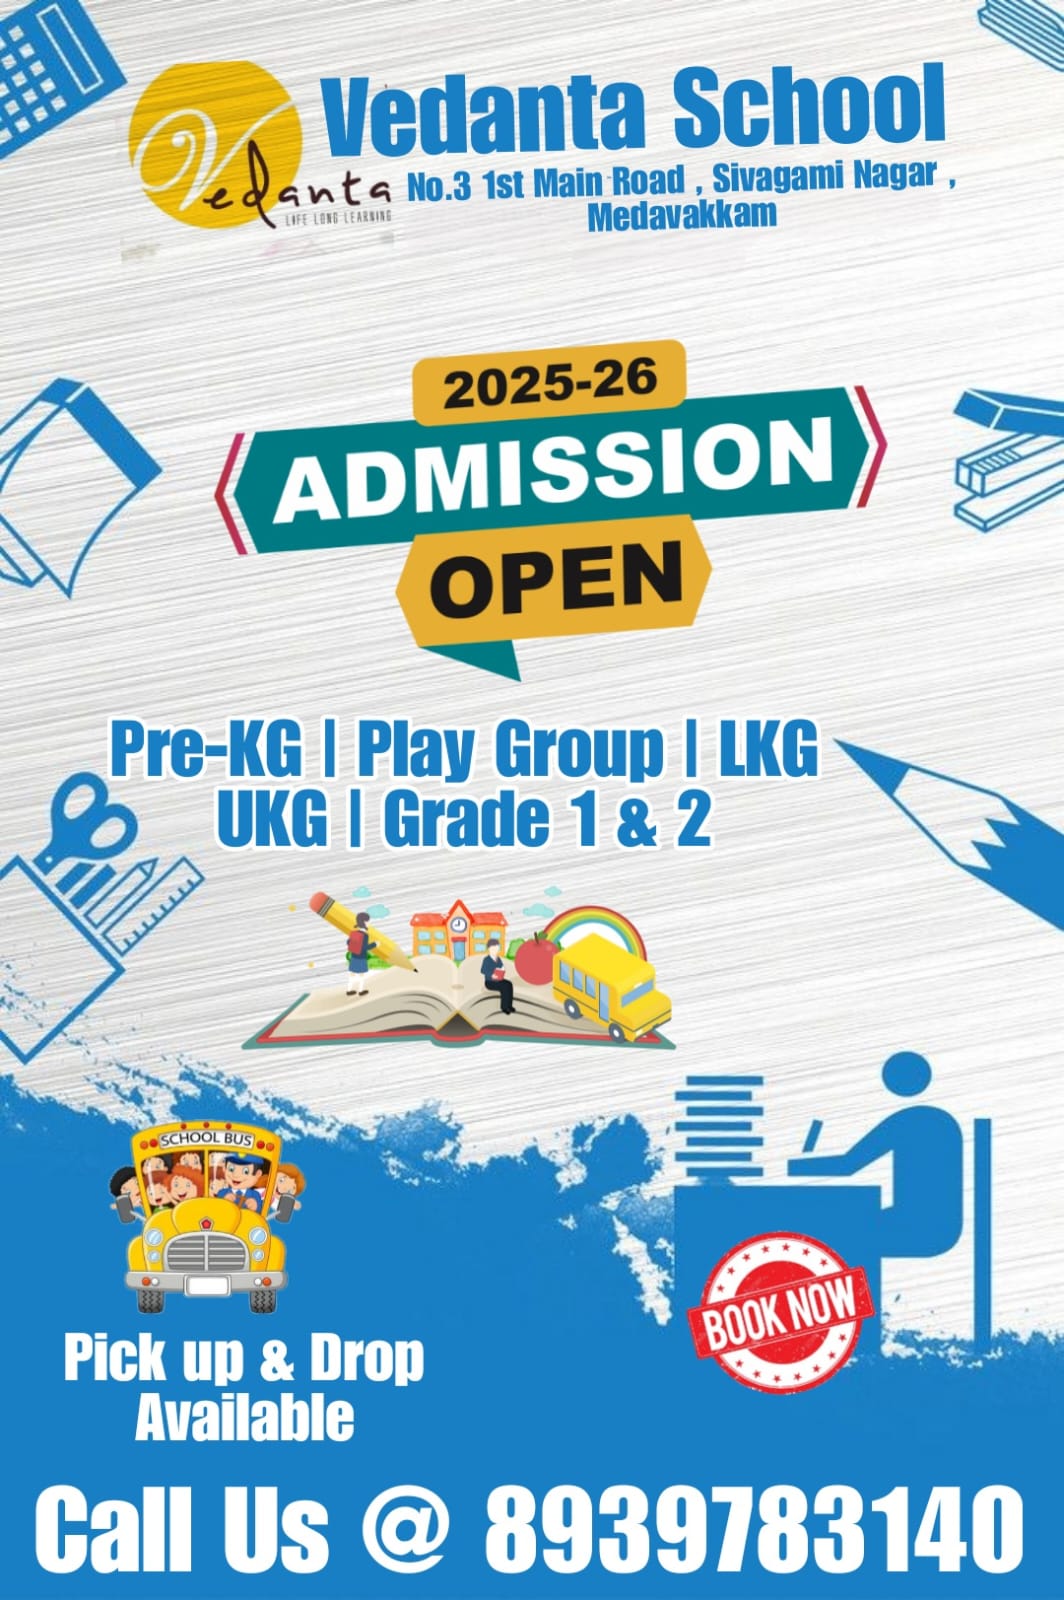 Vedanta School
Vedanta
LIFE LONG LEARNING
No.3 1st Main Road , Sivagami Nagar ,
Medavakkam
2025-26
ADMISSION
OPEN
Pre-KG | Play Group | LKG
UKG | Grade 1 & 2
SCHOOL BUS
BOOK NOW
Pick up & Drop
Available
Call Us @ 8939783140